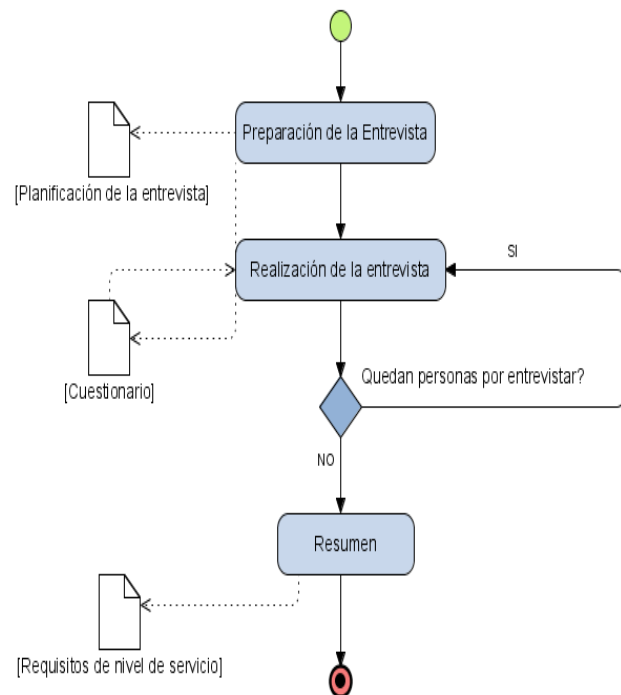 Preparación de la Entrevista
[Planificación de la entrevista]
Realización de la entrevista
SI
[Cuestionario]
Quedan personas por entrevistar?
NO
Resumen
[Requisitos de nivel de servicio]